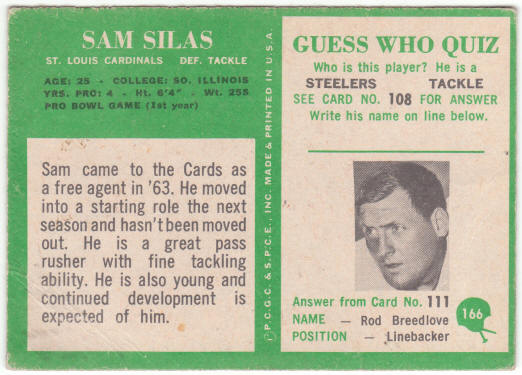 SAM SILAS
ST. LOUIS CARDINALS DEF. TACKLE
AGE: 25 - COLLEGE: SO. ILLINOIS
YRS. PRO: 4 - Ht. 6'4" - Wt. 255
PRO BOWL GAME (1st year)
Sam came to the Cards as
a free agent in '63. He moved
into a starting role the next
season and hasn't been moved
out. He is a great pass
rusher with fine tackling
ability. He is also young and
continued development is
expected of him.
©P.C.G.C. & S.P.C.E., INC. MADE & PRINTED IN U.S.A.
GUESS WHO QUIZ
Who is this player? He is a
STEELERS TACKLE
SEE CARD NO. 108 FOR ANSWER
Write his name on line below.
Answer from Card No. 111
NAME — Rod Breedlove
POSITION — Linebacker
166